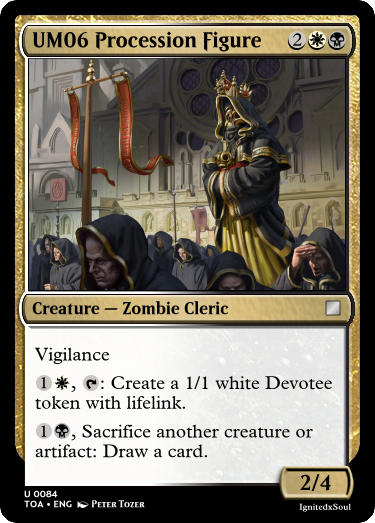 UM06 Procession Figure 2
Creature — Zombie Cleric
Vigilance
1, : Create a 1/1 white Devotee
token with lifelink.
1, Sacrifice another creature or
artifact: Draw a card.
2/4
U 0084
TOA • ENG Peter Tozer
IgnitedxSoul